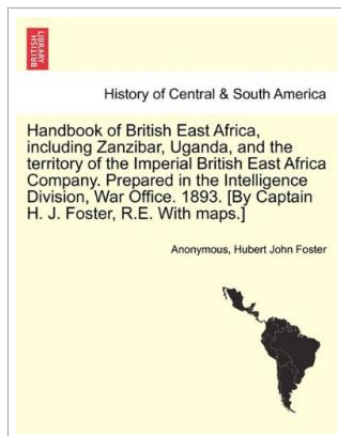 BRITISH
LIBRARY
History of Central & South America
Handbook of British East Africa,
including Zanzibar, Uganda, and the
territory of the Imperial British East Africa
Company. Prepared in the Intelligence
Division, War Office. 1893. [By Captain
H. J. Foster, R.E. With maps.]
Anonymous, Hubert John Foster